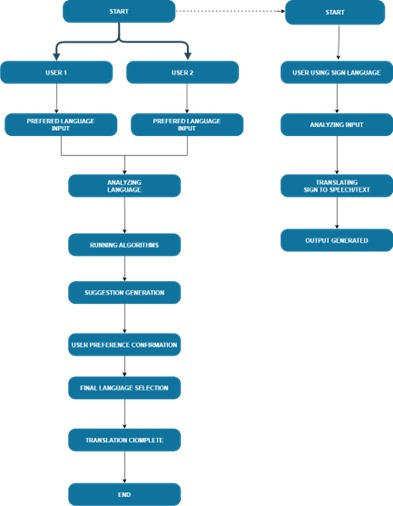 START
START
USER 1
USER 2
USER USING SIGN LANGUAGE
PREFERED LANGUAGE
INPUT
PREFERED LANGUAGE
INPUT
ANALYZING INPUT
ANALYZING
LANGUAGE
TRANSLATING
SIGN TO SPEECH/TEXT
RUNNING ALGORITHMS
OUTPUT GENERATED
SUGGESTION GENERATION
USER PREFERENCE CONFIRMATION
FINAL LANGUAGE SELECTION
TRANSLATION CIOMPLETE
END